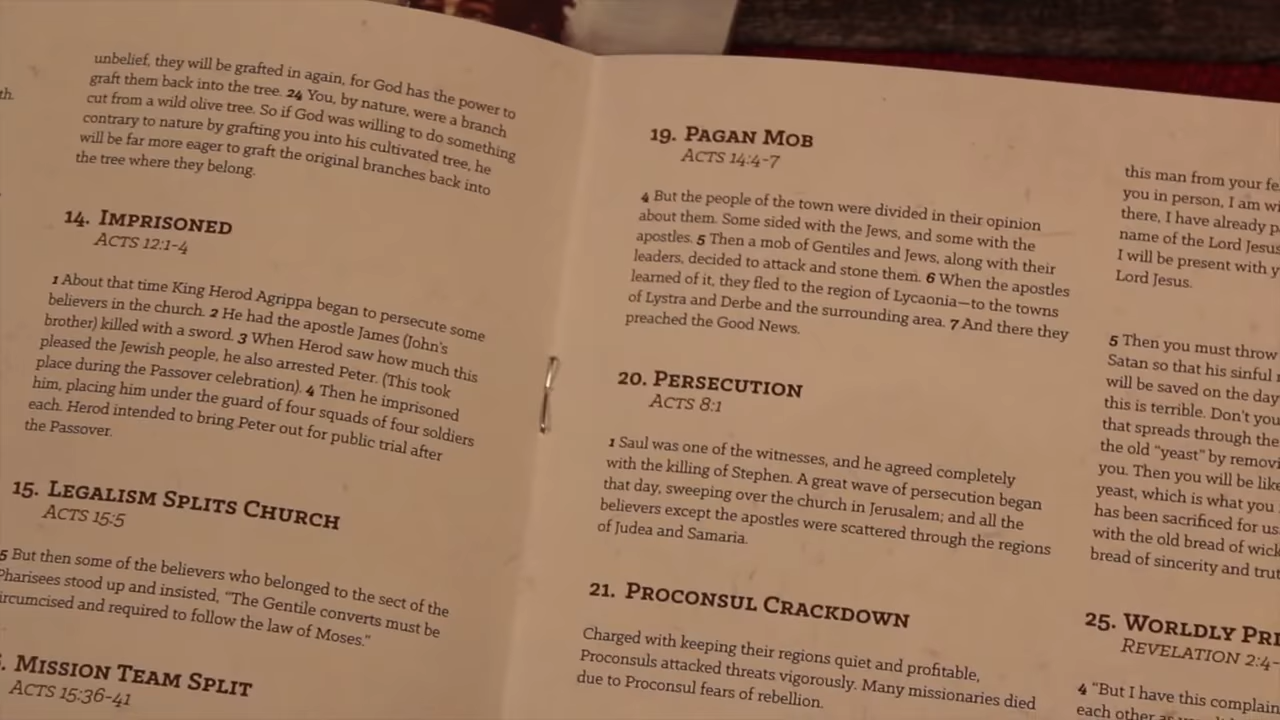 th.
unbelief, they will be grafted in again, for God has the power to
graft them back into the tree. 24 You, by nature, were a branch
cut from a wild olive tree. So if God was willing to do something
contrary to nature by grafting you into his cultivated tree, he
will be far more eager to graft the original branches back into
the tree where they belong.
14. Imprisoned
Acts 12:1-4
1 About that time King Herod Agrippa began to persecute some
believers in the church. 2 He had the apostle James (John's
brother) killed with a sword. 3 When Herod saw how much this
pleased the Jewish people, he also arrested Peter. (This took
place during the Passover celebration). 4 Then he imprisoned
him, placing him under the guard of four squads of four soldiers
each. Herod intended to bring Peter out for public trial after
the Passover.
15. Legalism Splits Church
Acts 15:5
5 But then some of the believers who belonged to the sect of the
Pharisees stood up and insisted, "The Gentile converts must be
ircumcised and required to follow the law of Moses."
. Mission Team Split
Acts 15:36-41
19. Pagan Mob
Acts 14:4-7
4 But the people of the town were divided in their opinion
about them. Some sided with the Jews, and some with the
apostles. 5 Then a mob of Gentiles and Jews, along with their
leaders, decided to attack and stone them. 6 When the apostles
learned of it, they fled to the region of Lycaonia—to the towns
of Lystra and Derbe and the surrounding area. 7 And there they
preached the Good News.
20. Persecution
Acts 8:1
1 Saul was one of the witnesses, and he agreed completely
with the killing of Stephen. A great wave of persecution began
that day, sweeping over the church in Jerusalem; and all the
believers except the apostles were scattered through the regions
of Judea and Samaria.
21. Proconsul Crackdown
Charged with keeping their regions quiet and profitable,
Proconsuls attacked threats vigorously. Many missionaries died
due to Proconsul fears of rebellion.
this man from your fe
you in person, I am wi
there, I have already p
name of the Lord Jesus
I will be present with y
Lord Jesus.
5 Then you must throw
Satan so that his sinful
will be saved on the day
this is terrible. Don't you
that spreads through the
the old "yeast" by removi
you. Then you will be like
yeast, which is what you
has been sacrificed for us.
with the old bread of wick
bread of sincerity and trut
25. Worldly Pri
Revelation 2:4-
4 "But I have this complain
each other as